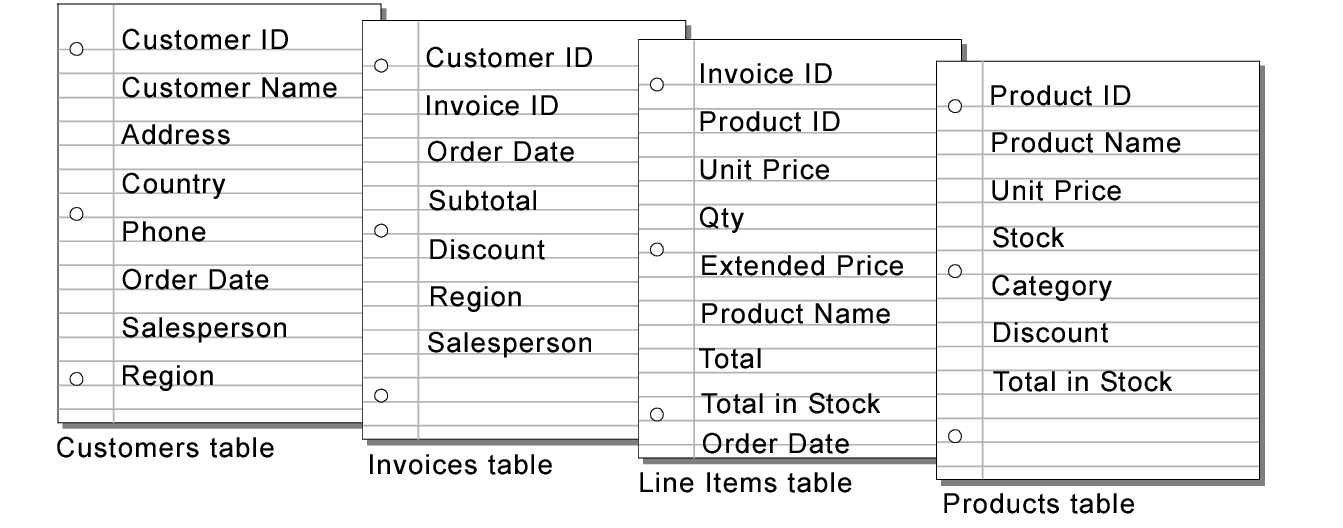 Customer ID
Customer Name
Address
Country
Phone
Order Date
Salesperson
Region
Customers table
Customer ID
Invoice ID
Order Date
Subtotal
Discount
Region
Salesperson
Invoices table
Invoice ID
Product ID
Unit Price
Qty
Extended Price
Product Name
Total
Total in Stock
Order Date
Line Items table
Product ID
Product Name
Unit Price
Stock
Category
Discount
Total in Stock
Products table